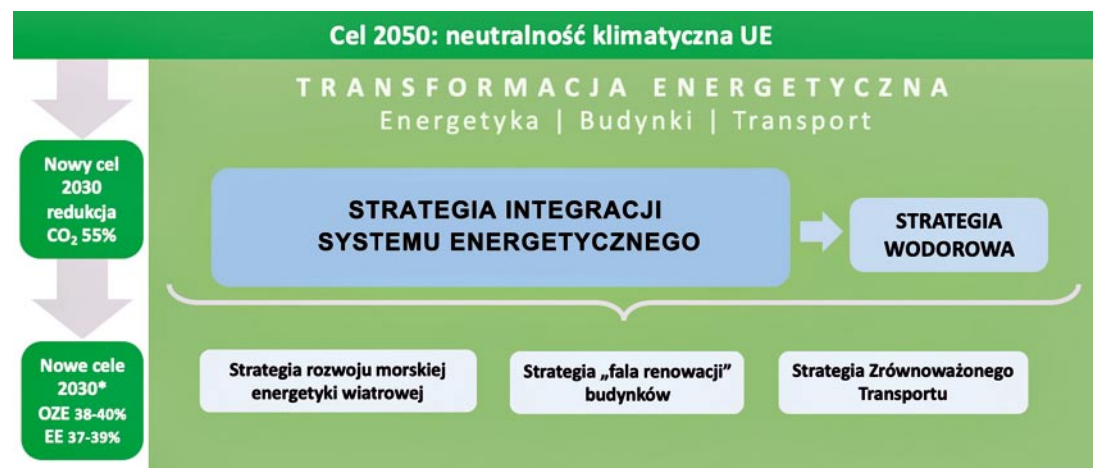 Cel 2050: neutralność klimatyczna UE
TRANSFORMACJA ENERGETYCZNA
Energetyka | Budynki | Transport
Nowy cel
2030
redukcja
CO₂ 55%
STRATEGIA INTEGRACJI
SYSTEMU ENERGETYCZNEGO
STRATEGIA
WODOROWA
Nowe cele
2030*
OZE 38-40%
EE 37-39%
Strategia rozwoju morskiej
energetyki wiatrowej
Strategia „fala renowacji”
budynków
Strategia Zrównoważonego
Transportu